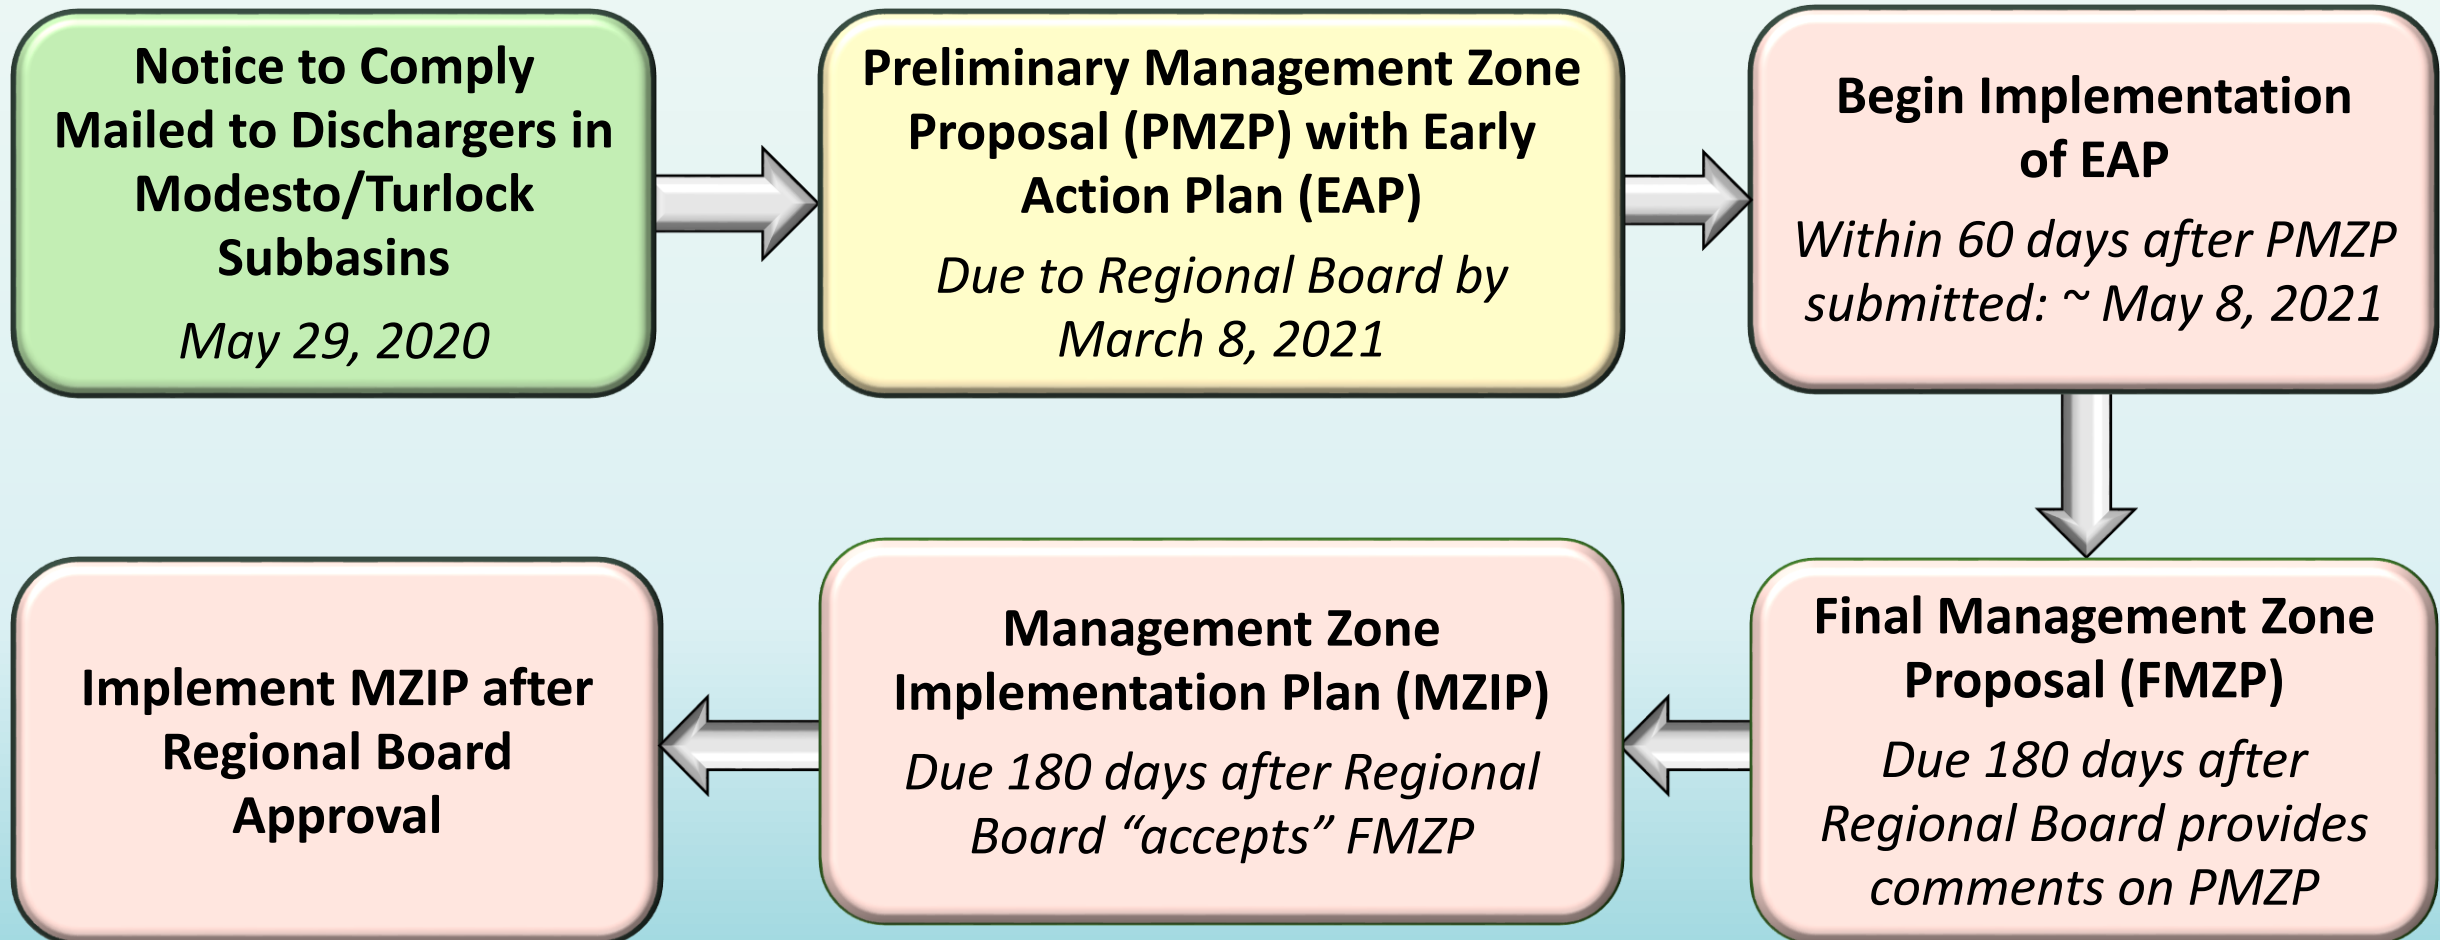 Notice to Comply
Mailed to Dischargers in
Modesto/Turlock
Subbasins
May 29, 2020
Preliminary Management Zone
Proposal (PMZP) with Early
Action Plan (EAP)
Due to Regional Board by
March 8, 2021
Begin Implementation
of EAP
Within 60 days after PMZP
submitted: ~ May 8, 2021
Final Management Zone
Proposal (FMZP)
Due 180 days after
Regional Board provides
comments on PMZP
Management Zone
Implementation Plan (MZIP)
Due 180 days after Regional
Board “accepts” FMZP
Implement MZIP after
Regional Board
Approval